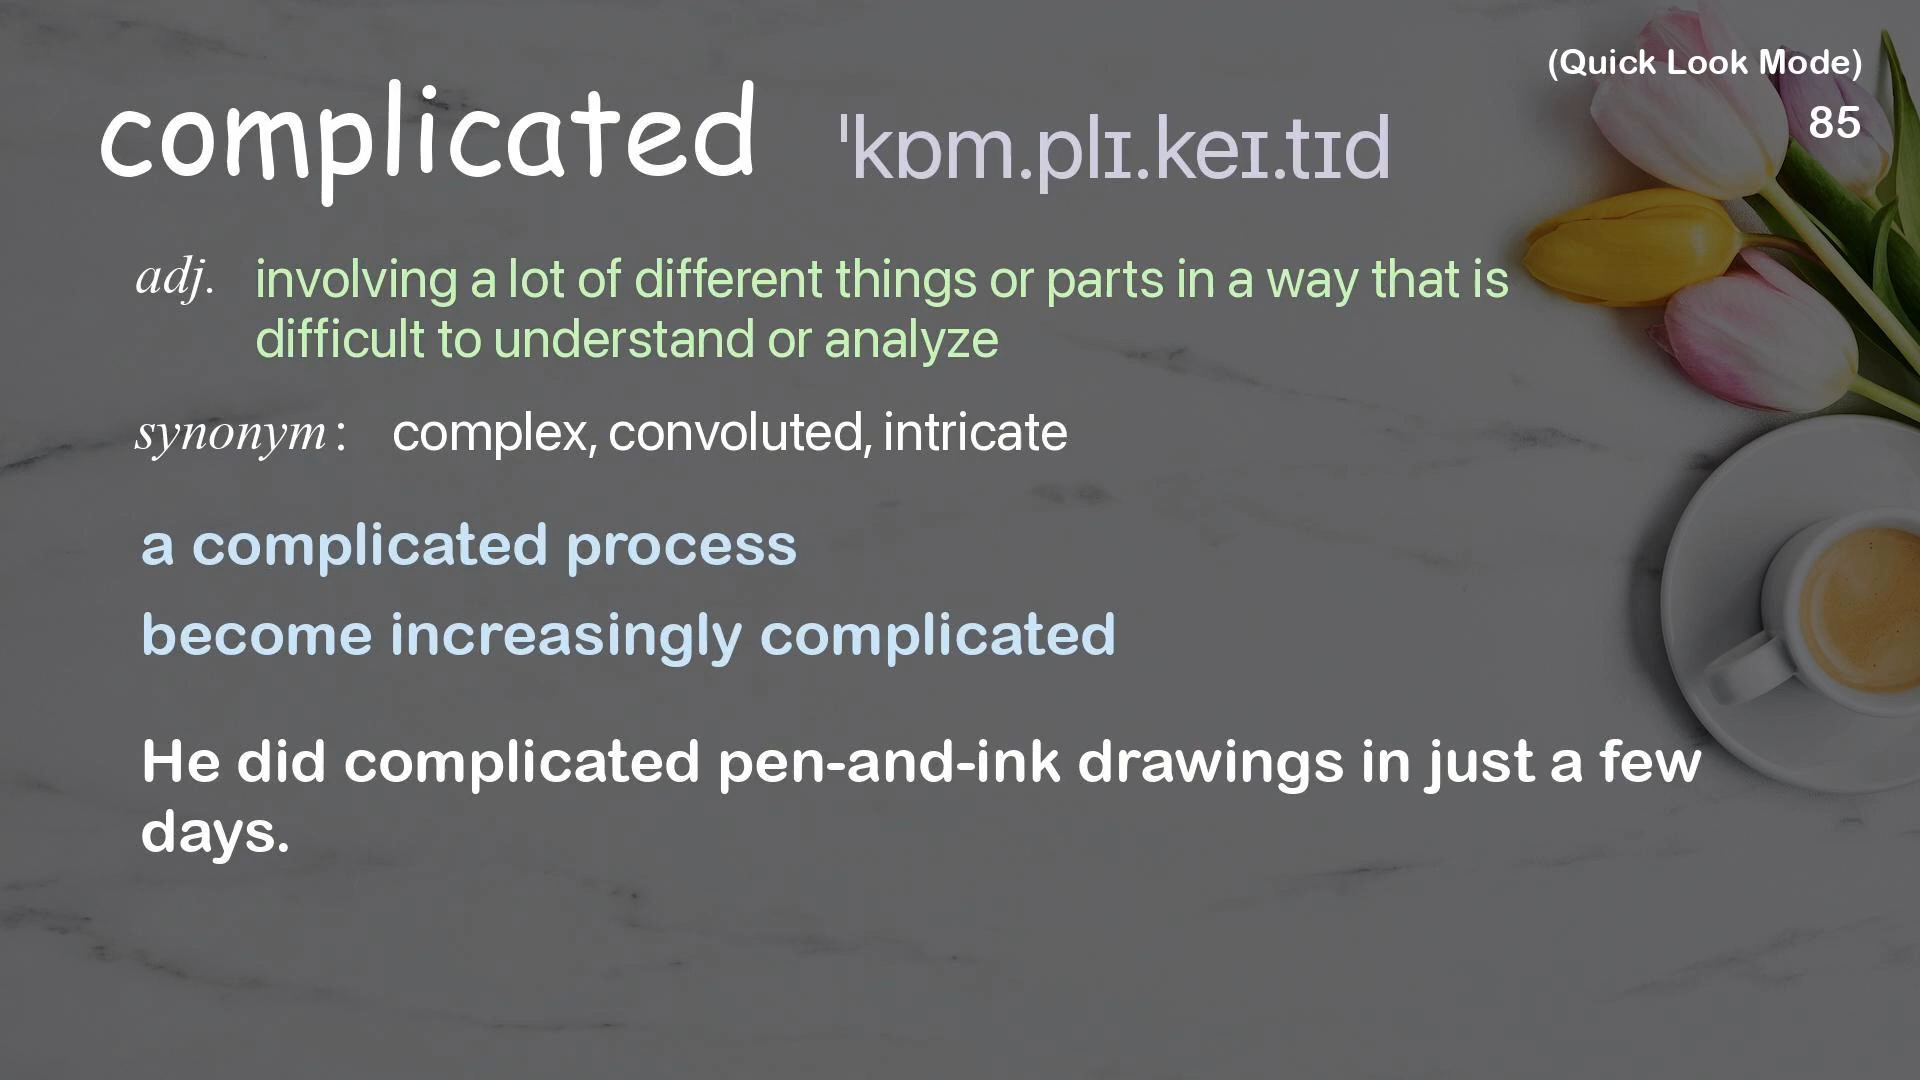 (Quick Look Mode)
85
complicated ˈkɒm.plɪ.keɪ.tɪd
adj. involving a lot of different things or parts in a way that is
difficult to understand or analyze
synonym: complex, convoluted, intricate
a complicated process
become increasingly complicated
He did complicated pen-and-ink drawings in just a few
days.